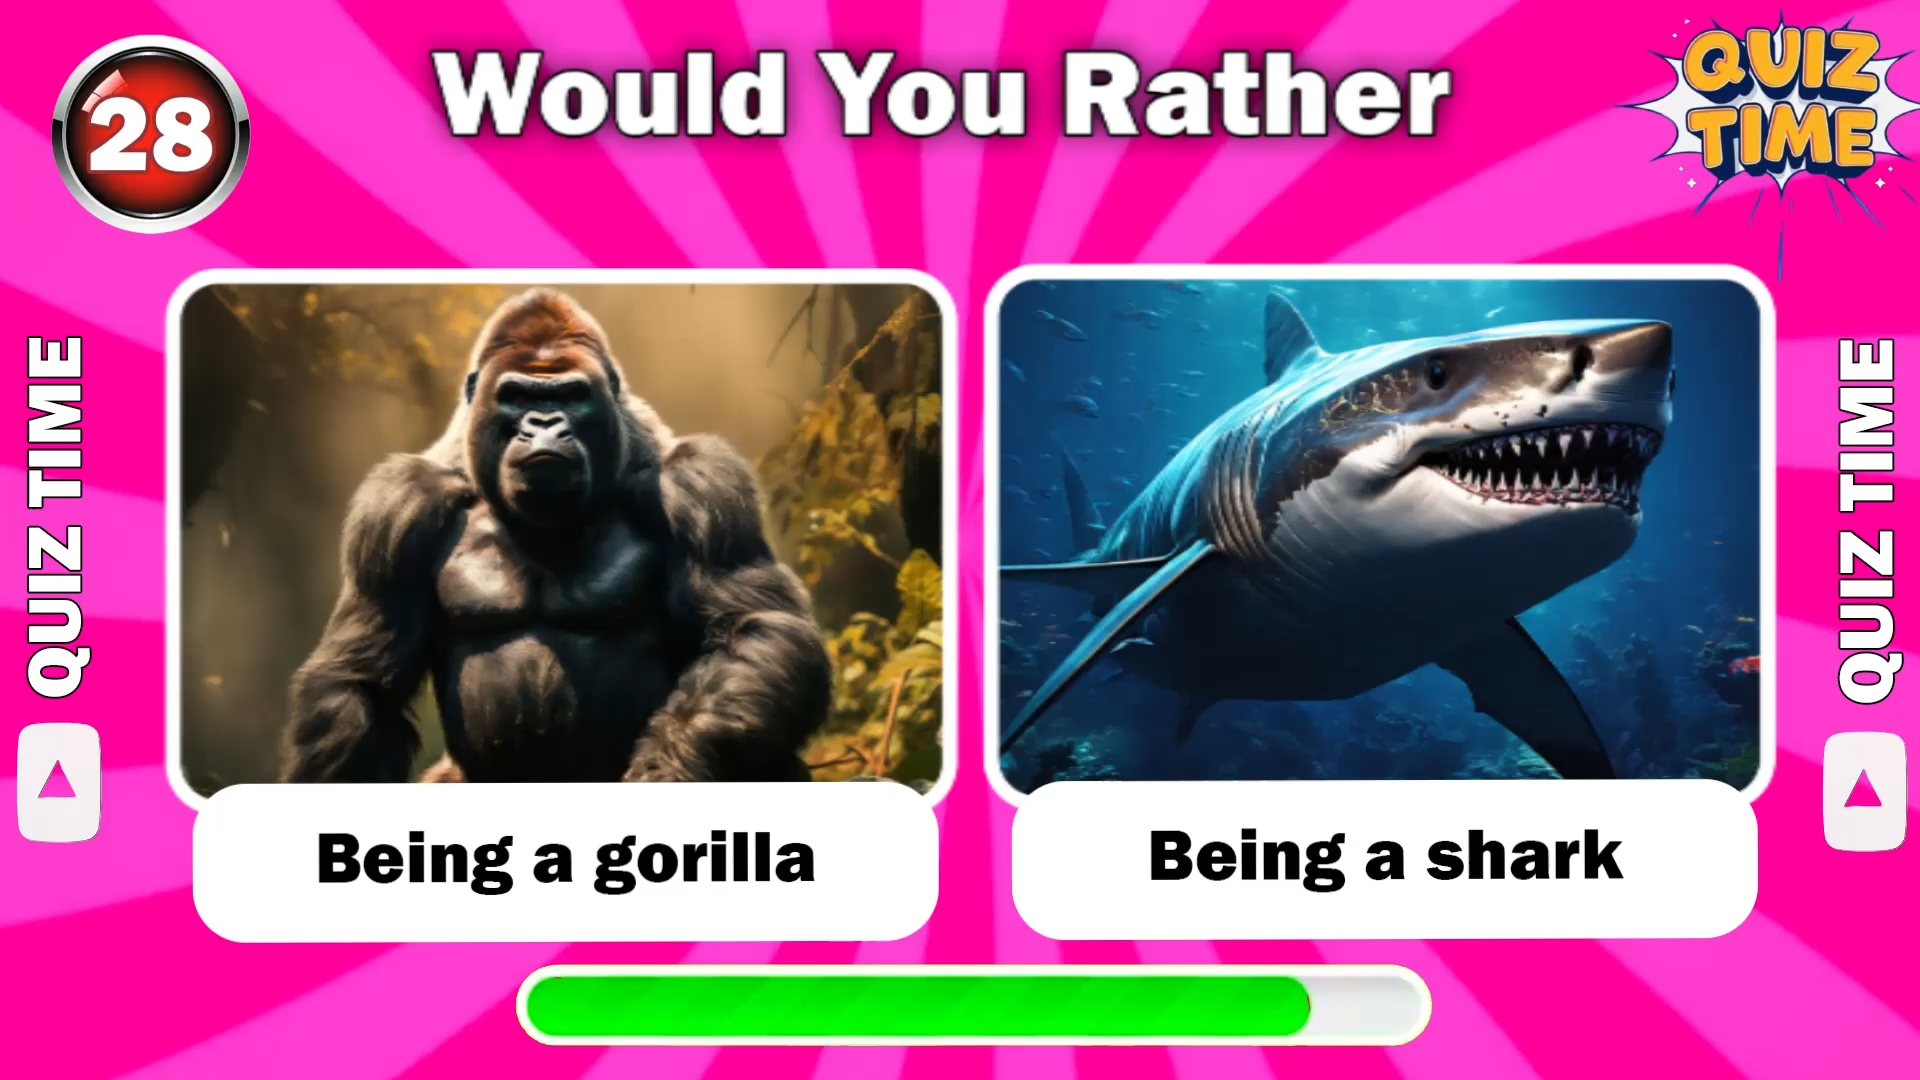 28
Would You Rather
QUIZ
TIME
QUIZ TIME
QUIZ TIME
Being a gorilla
Being a shark